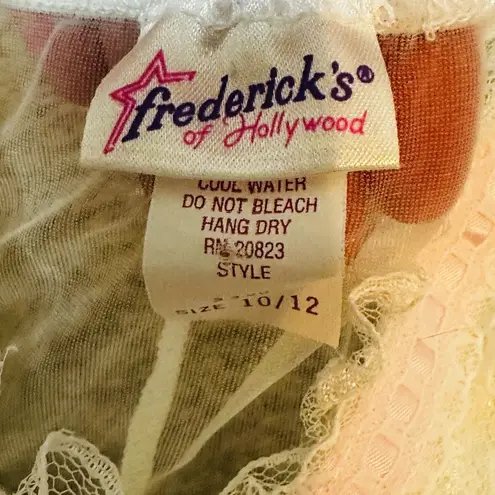 frederick's®
of Hollywood
COOL WATER
DO NOT BLEACH
HANG DRY
RN 20823
STYLE
SIZE 10/12